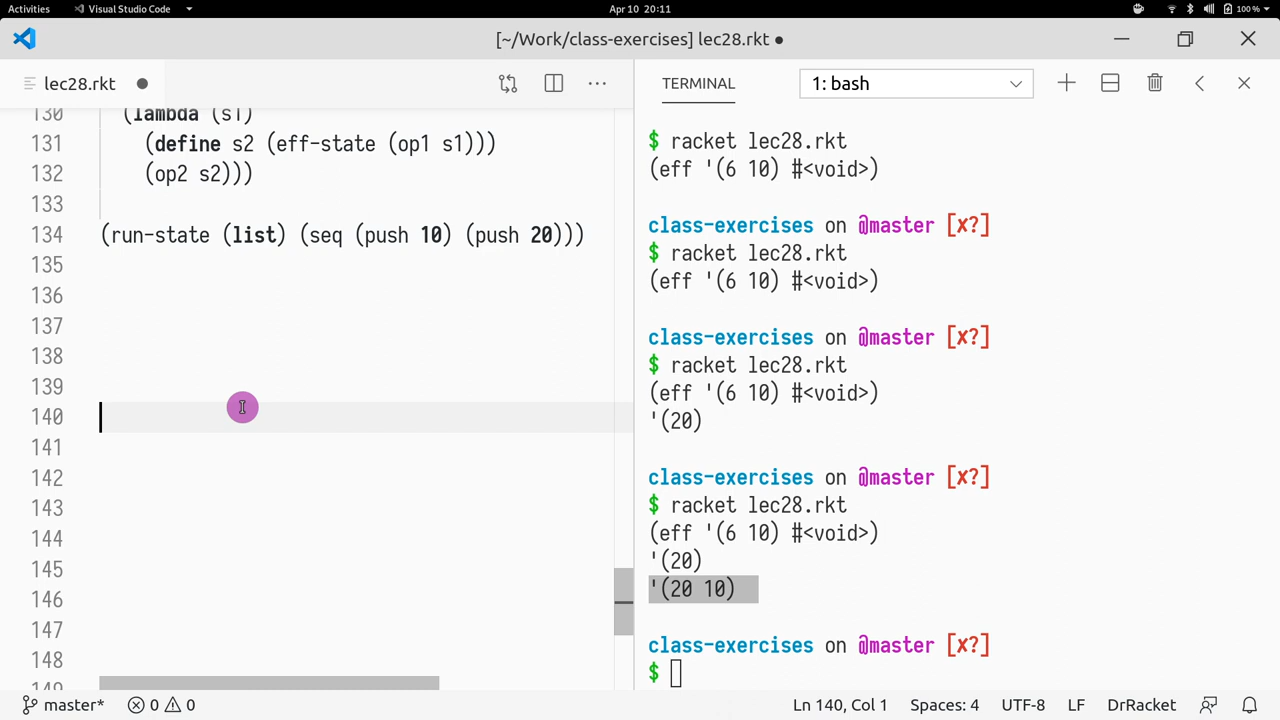 Activities Visual Studio Code Apr 10 20:11 100 %
[~/Work/class-exercises] lec28.rkt ●
lec28.rkt ● ···
TERMINAL 1: bash
130 (lambda (s1)
131 (define s2 (eff-state (op1 s1)))
132 (op2 s2)))
133
134 (run-state (list) (seq (push 10) (push 20)))
135
136
137
138
139
140
141
142
143
144
145
146
147
148
149
$ racket lec28.rkt
(eff '(6 10) #<void>)
class-exercises on @master [x?]
$ racket lec28.rkt
(eff '(6 10) #<void>)
class-exercises on @master [x?]
$ racket lec28.rkt
(eff '(6 10) #<void>)
'(20)
class-exercises on @master [x?]
$ racket lec28.rkt
(eff '(6 10) #<void>)
'(20)
'(20 10)
class-exercises on @master [x?]
$
master* 0 0 Ln 140, Col 1 Spaces: 4 UTF-8 LF DrRacket